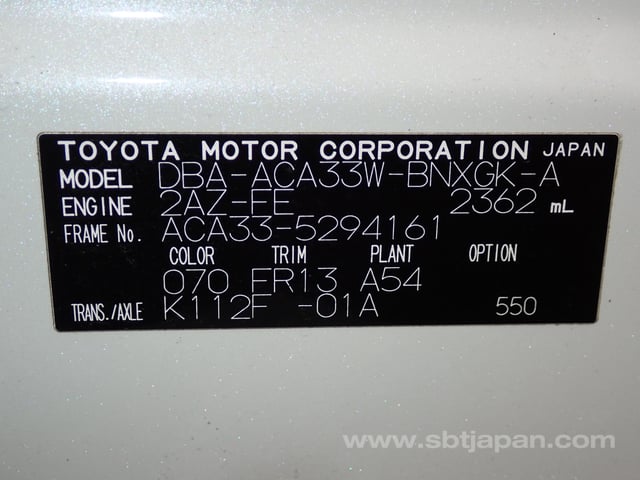 TOYOTA MOTOR CORPORATION JAPAN
MODEL DBA-ACA33W-BNXGK-A
ENGINE 2AZ-FE 2362 mL
FRAME No. ACA33-5294161
COLOR TRIM PLANT OPTION
070 FR13 A54
TRANS./AXLE K112F -01A 550
www.sbtjapan.com